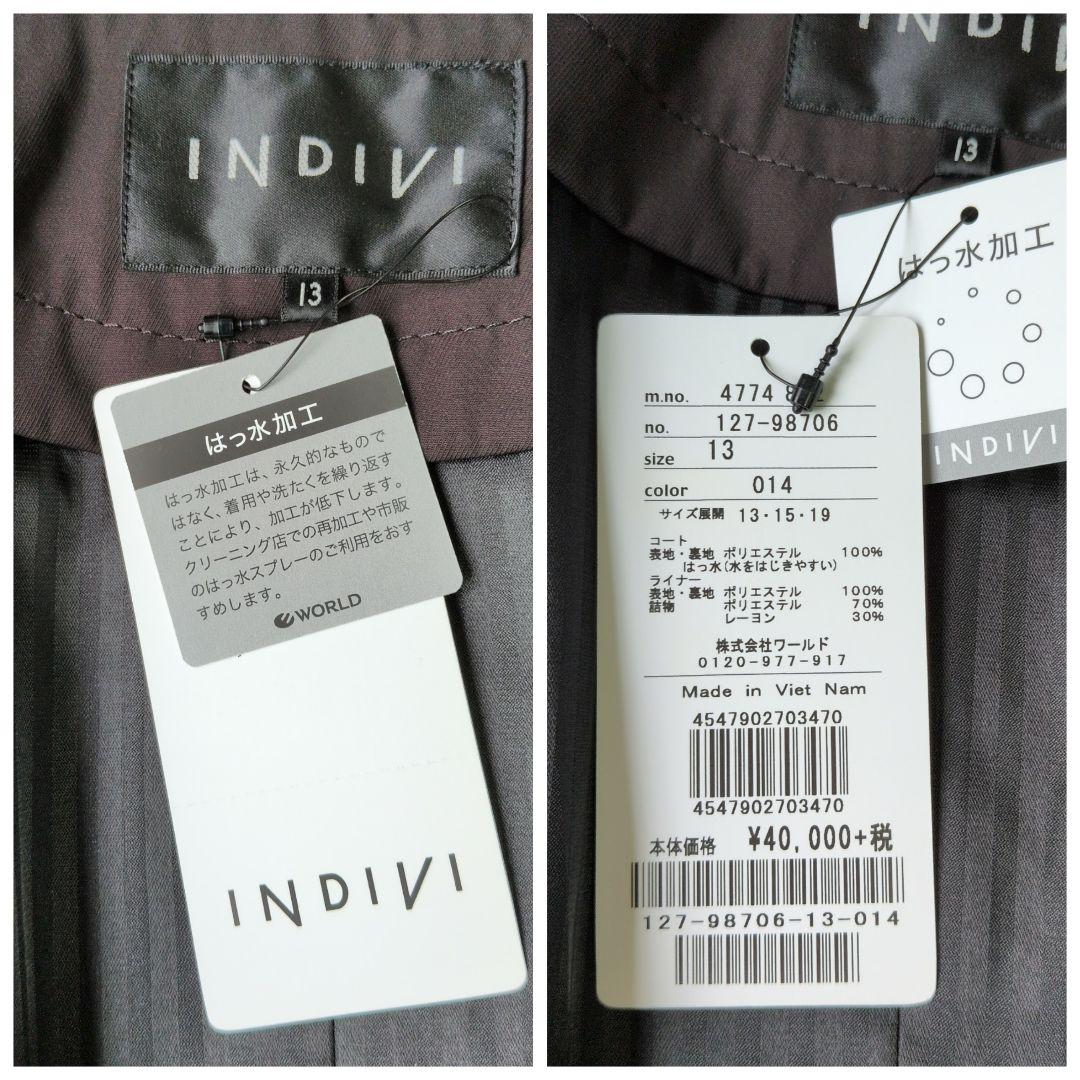 INDIVI
13
はっ水加工
はっ水加工は、永久的なもので
はなく、着用や洗たくを繰り返す
ことにより、加工が低下します。
クリーニング店での再加工や市販
のはっ水スプレーのご利用をおす
すめします。
WORLD
INDIVI
INDIVI
13
はっ水加工
INDIVI
m.no. 4774
no. 127-98706
size 13
color 014
サイズ展開 13・15・19
コート
表地・裏地 ポリエステル 100%
はっ水(水をはじきやすい)
ライナー
表地・裏地 ポリエステル 100%
詰物 ポリエステル 70%
レーヨン 30%
株式会社ワールド
0120-977-917
Made in Viet Nam
4547902703470
4547902703470
本体価格 ¥40,000+税
127-98706-13-014